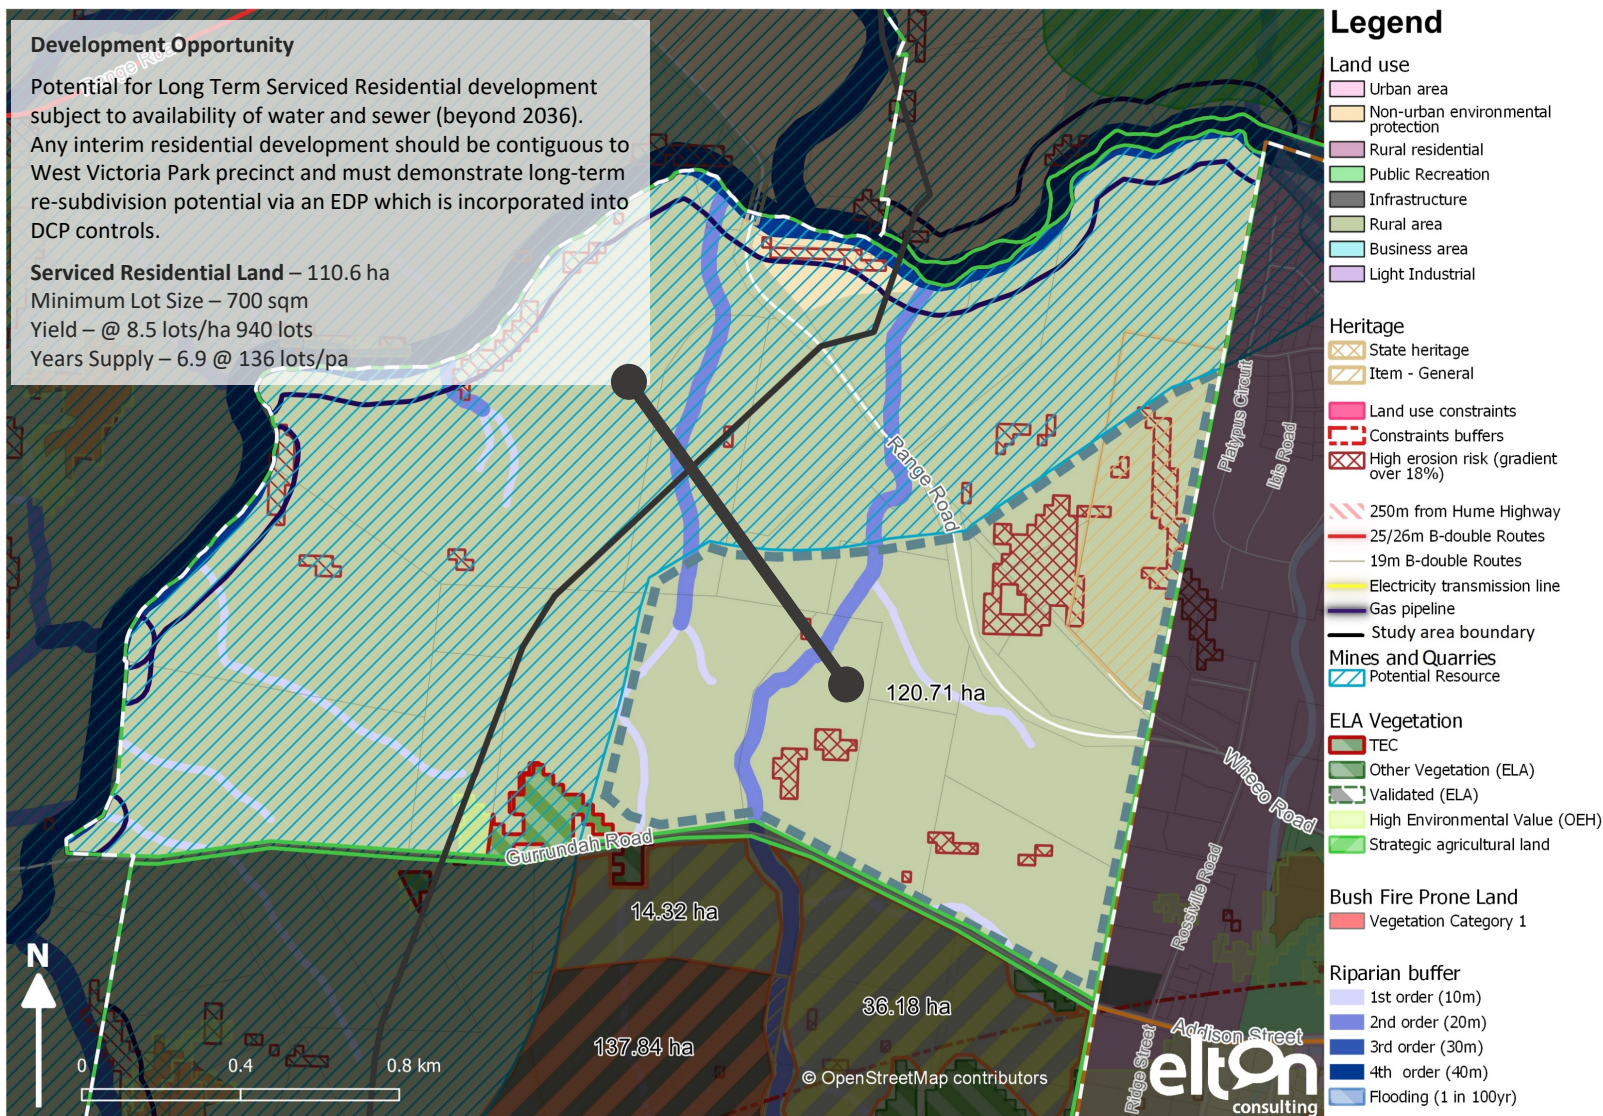 Development Opportunity
Potential for Long Term Serviced Residential development
subject to availability of water and sewer (beyond 2036).
Any interim residential development should be contiguous to
West Victoria Park precinct and must demonstrate long-term
re-subdivision potential via an EDP which is incorporated into
DCP controls.
Serviced Residential Land – 110.6 ha
Minimum Lot Size – 700 sqm
Yield – @ 8.5 lots/ha 940 lots
Years Supply – 6.9 @ 136 lots/pa
Range Road
Range Road
Platypus Circuit
Ibis Road
120.71 ha
Wheeo Road
Gurrundah Road
Rossiville Road
14.32 ha
36.18 ha
137.84 ha
Addison Street
Ridge Street
N
0 0.4 0.8 km
© OpenStreetMap contributors
elton
consulting
Legend
Land use
Urban area
Non-urban environmental
protection
Rural residential
Public Recreation
Infrastructure
Rural area
Business area
Light Industrial
Heritage
State heritage
Item - General
Land use constraints
Constraints buffers
High erosion risk (gradient
over 18%)
250m from Hume Highway
25/26m B-double Routes
19m B-double Routes
Electricity transmission line
Gas pipeline
Study area boundary
Mines and Quarries
Potential Resource
ELA Vegetation
TEC
Other Vegetation (ELA)
Validated (ELA)
High Environmental Value (OEH)
Strategic agricultural land
Bush Fire Prone Land
Vegetation Category 1
Riparian buffer
1st order (10m)
2nd order (20m)
3rd order (30m)
4th order (40m)
Flooding (1 in 100yr)